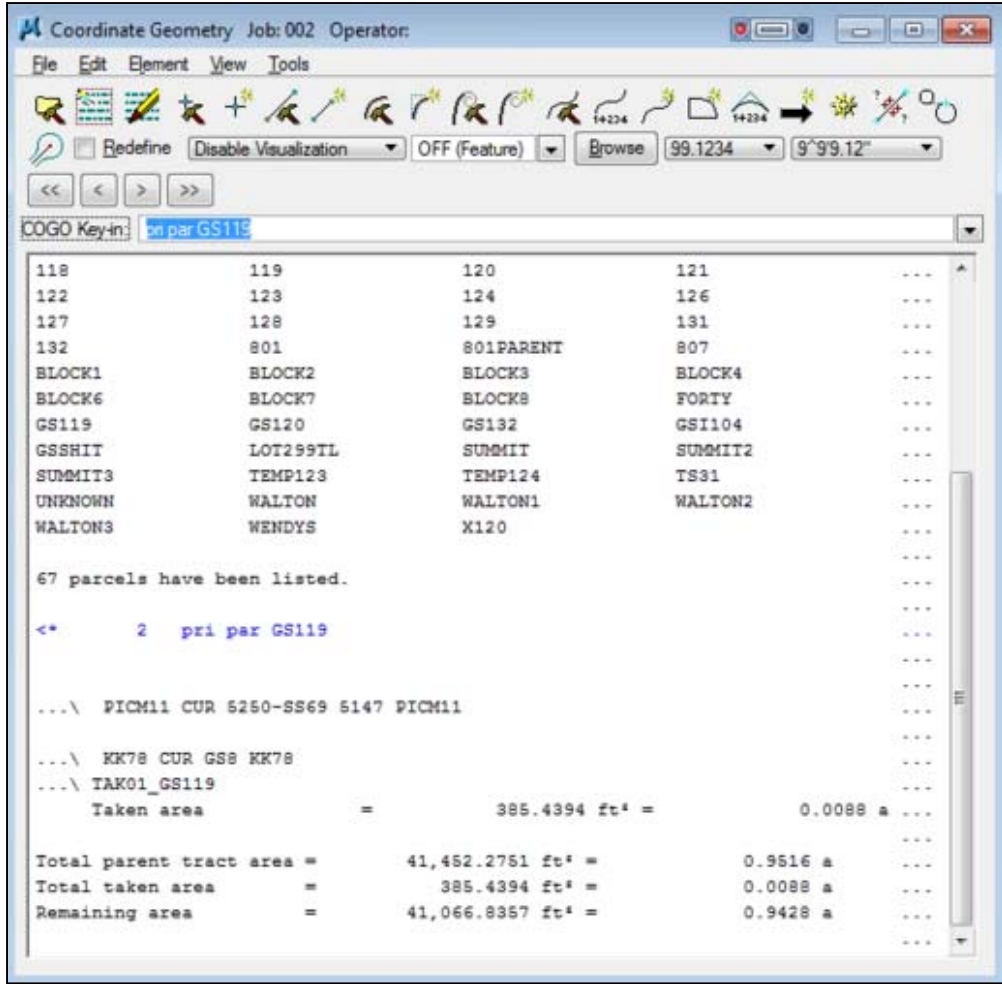 Coordinate Geometry Job: 002 Operator:
File Edit Element View Tools
Redefine Disable Visualization OFF (Feature) Browse 99.1234 9^9'9.12"
<< < > >>
COGO Key-in: pri par GS119
118 119 120 121 ...
122 123 124 126 ...
127 128 129 131 ...
132 801 801PARENT 807 ...
BLOCK1 BLOCK2 BLOCK3 BLOCK4 ...
BLOCK6 BLOCK7 BLOCK8 FORTY ...
GS119 GS120 GS132 GSI104 ...
GSSHIT LOT299TL SUMMIT SUMMIT2 ...
SUMMIT3 TEMP123 TEMP124 TS31 ...
UNKNOWN WALTON WALTON1 WALTON2 ...
WALTON3 WENDYS X120 ...
...
67 parcels have been listed. ...
...
<* 2 pri par GS119 ...
...
...
...\ PICM11 CUR 5250-SS69 5147 PICM11 ...
...
...\ KK78 CUR GS8 KK78 ...
...\ TAK01_GS119 ...
Taken area = 385.4394 ft² = 0.0088 a ...
...
Total parent tract area = 41,452.2751 ft² = 0.9516 a ...
Total taken area = 385.4394 ft² = 0.0088 a ...
Remaining area = 41,066.8357 ft² = 0.9428 a ...
...